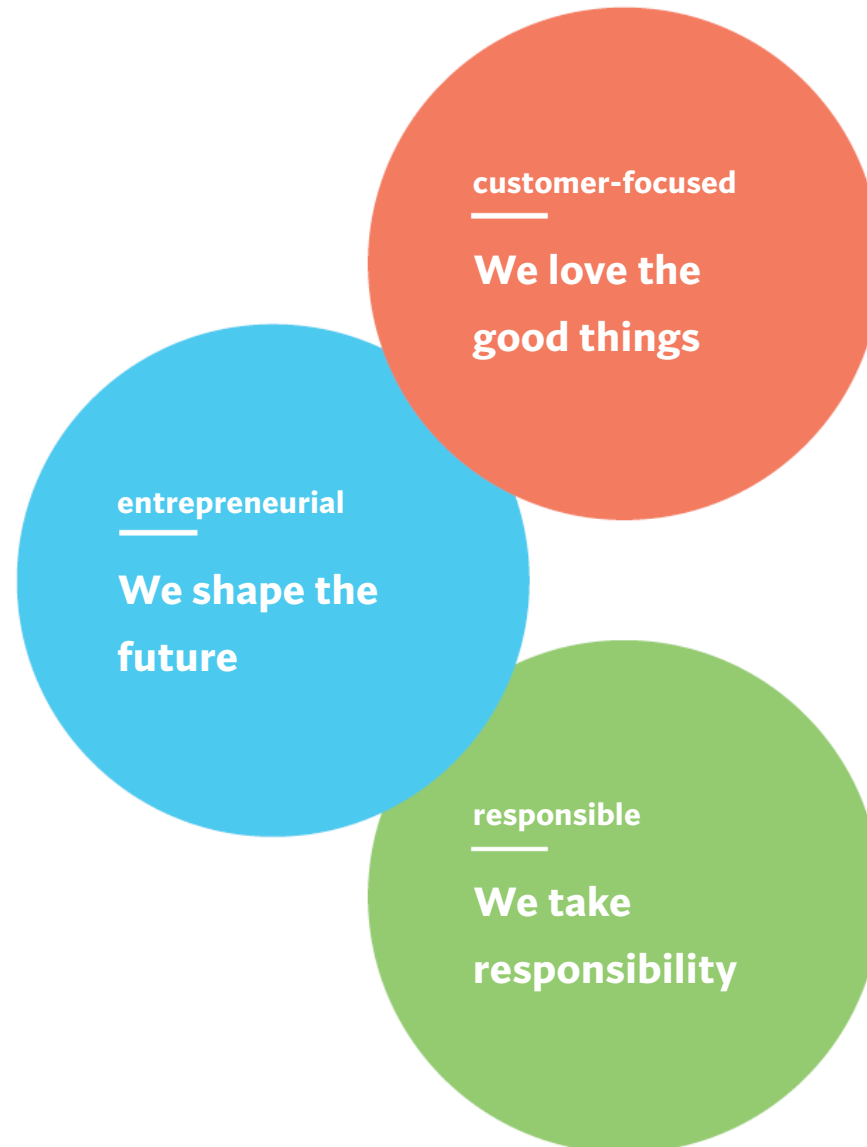 customer-focused
We love the
good things
entrepreneurial
We shape the
future
responsible
We take
responsibility